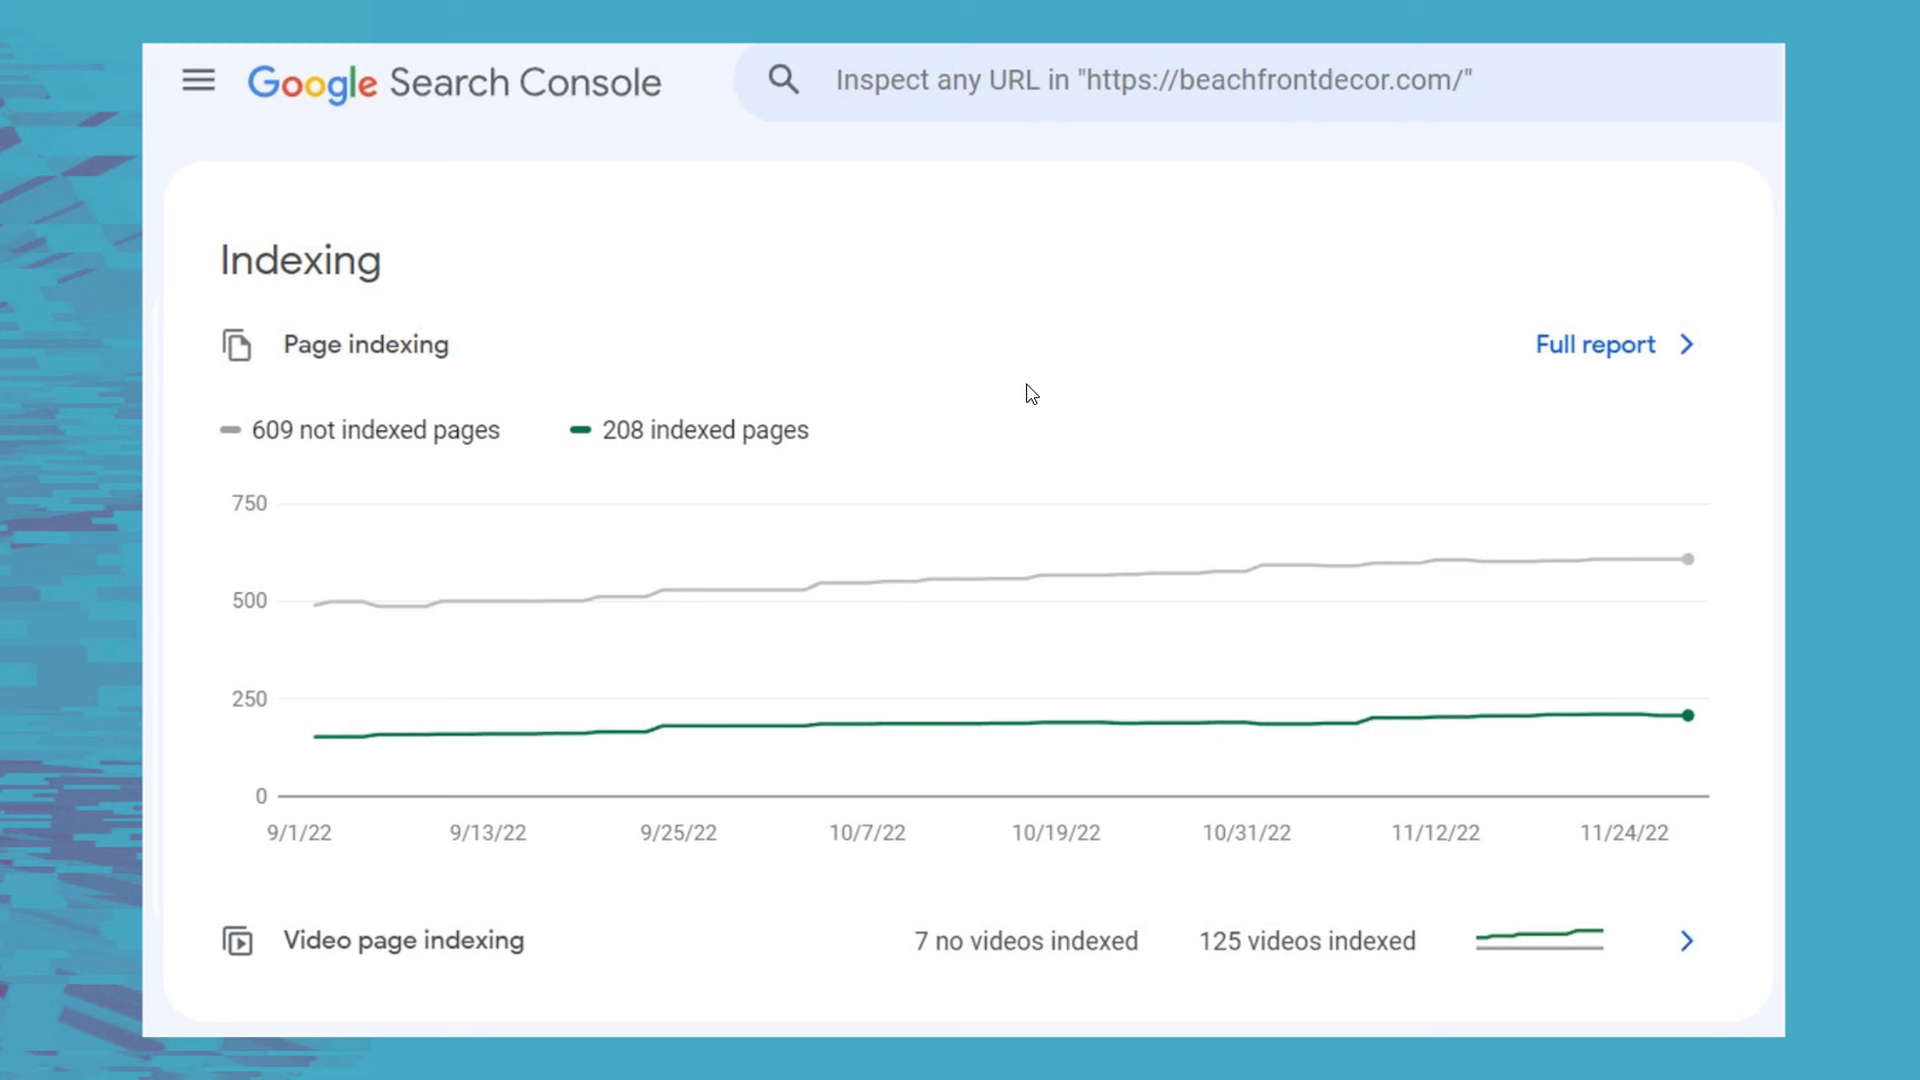 Google Search Console
Inspect any URL in "https://beachfrontdecor.com/"
Indexing
Page indexing
Full report
609 not indexed pages
208 indexed pages
750
500
250
0
9/1/22 9/13/22 9/25/22 10/7/22 10/19/22 10/31/22 11/12/22 11/24/22
Video page indexing
7 no videos indexed
125 videos indexed